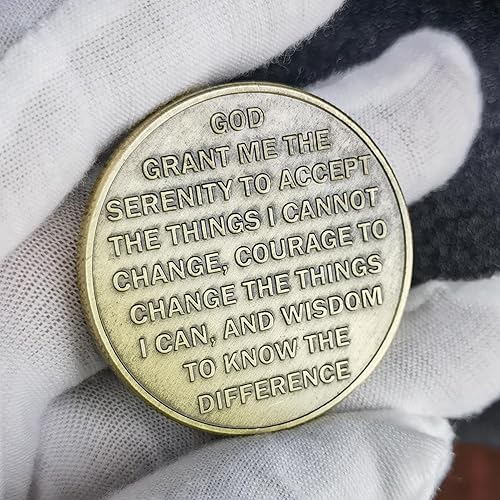 GOD
GRANT ME THE
SERENITY TO ACCEPT
THE THINGS I CANNOT
CHANGE, COURAGE TO
CHANGE THE THINGS
I CAN, AND WISDOM
TO KNOW THE
DIFFERENCE